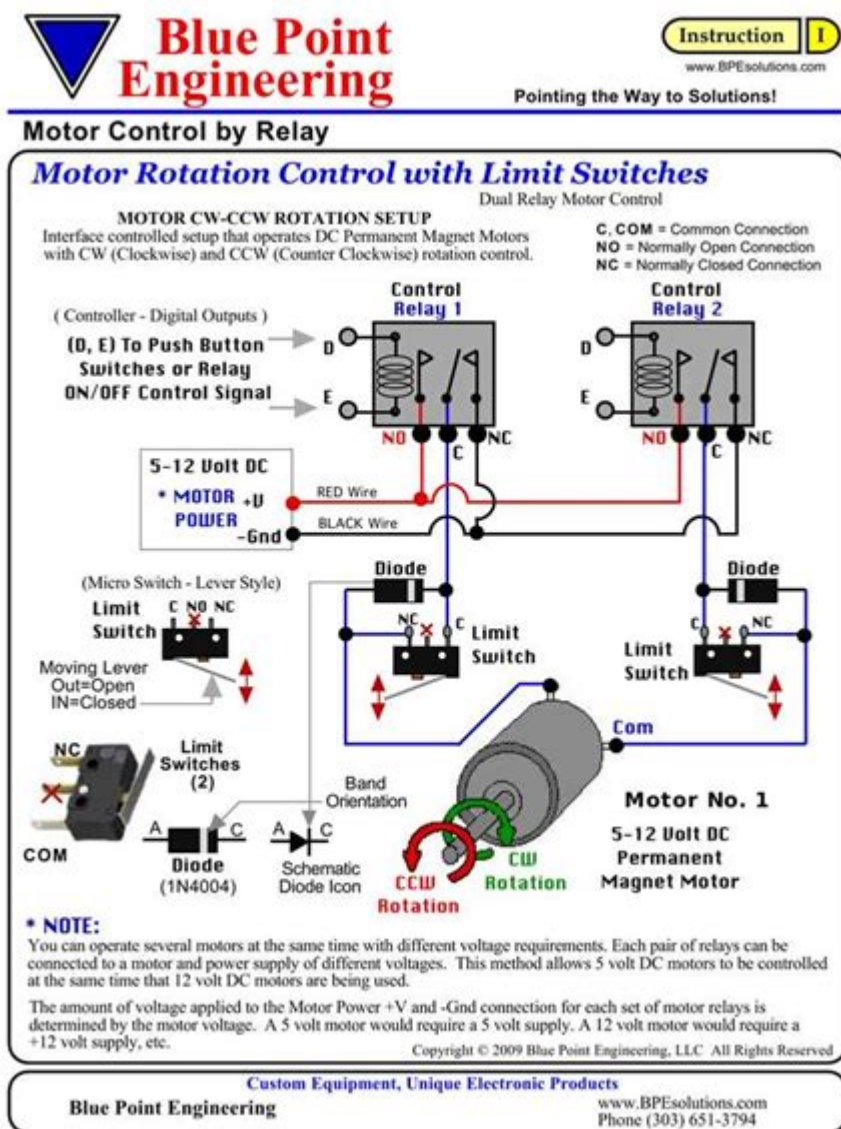 Blue Point
Engineering
Instruction I
www.BPEsolutions.com
Pointing the Way to Solutions!
Motor Control by Relay
Motor Rotation Control with Limit Switches
Dual Relay Motor Control
MOTOR CW-CCW ROTATION SETUP
Interface controlled setup that operates DC Permanent Magnet Motors
with CW (Clockwise) and CCW (Counter Clockwise) rotation control.
C, COM = Common Connection
NO = Normally Open Connection
NC = Normally Closed Connection
Control
Relay 1
Control
Relay 2
( Controller - Digital Outputs )
(D, E) To Push Button
Switches or Relay
ON/OFF Control Signal
D
E
D
E
NO
C
NC
NO
C
NC
5-12 Volt DC
* MOTOR +V
POWER
-Gnd
RED Wire
BLACK Wire
Diode
Diode
(Micro Switch - Lever Style)
Limit
Switch
C NO NC
NC
C
Limit
Switch
C
NC
Limit
Switch
Moving Lever
Out=Open
IN=Closed
Com
NC
COM
Limit
Switches
(2)
Band
Orientation
A C
Diode
(1N4004)
A C
Schematic
Diode Icon
CCW
Rotation
CW
Rotation
Motor No. 1
5-12 Volt DC
Permanent
Magnet Motor
* NOTE:
You can operate several motors at the same time with different voltage requirements. Each pair of relays can be
connected to a motor and power supply of different voltages. This method allows 5 volt DC motors to be controlled
at the same time that 12 volt DC motors are being used.
The amount of voltage applied to the Motor Power +V and -Gnd connection for each set of motor relays is
determined by the motor voltage. A 5 volt motor would require a 5 volt supply. A 12 volt motor would require a
+12 volt supply, etc.
Copyright © 2009 Blue Point Engineering, LLC All Rights Reserved
Custom Equipment, Unique Electronic Products
Blue Point Engineering
www.BPEsolutions.com
Phone (303) 651-3794